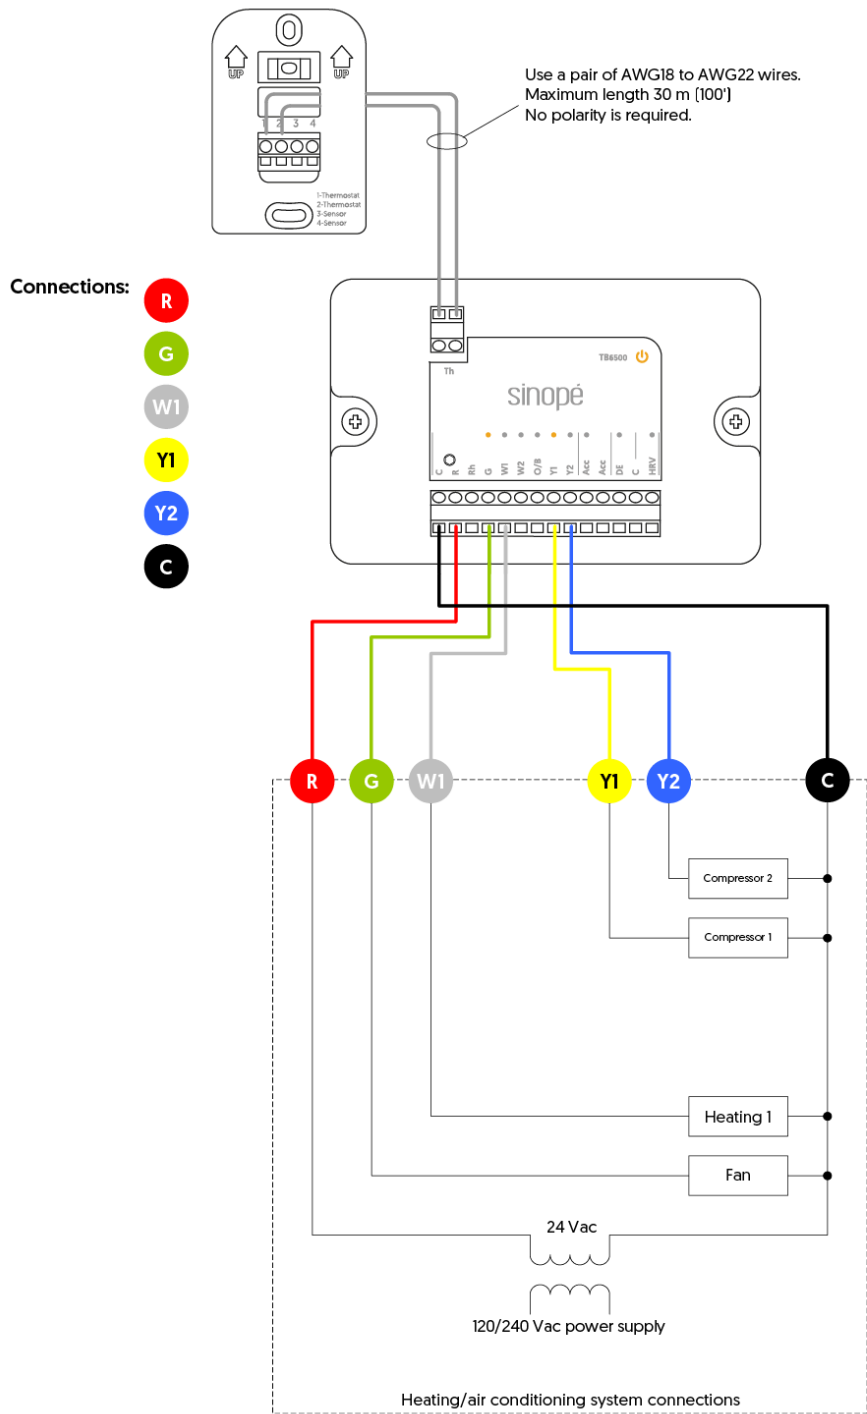 UP
UP
Use a pair of AWG18 to AWG22 wires.
Maximum length 30 m (100')
No polarity is required.
1 2 3 4
1-Thermostat
2-Thermostat
3-Sensor
4-Sensor
Connections:
R
G
W1
Y1
Y2
C
TB6500
Th
sinopé
C R Rh G W1 W2 O/B Y1 Y2 Acc Acc DE C HRV
R G W1 Y1 Y2 C
Compressor 2
Compressor 1
Heating 1
Fan
24 Vac
120/240 Vac power supply
Heating/air conditioning system connections